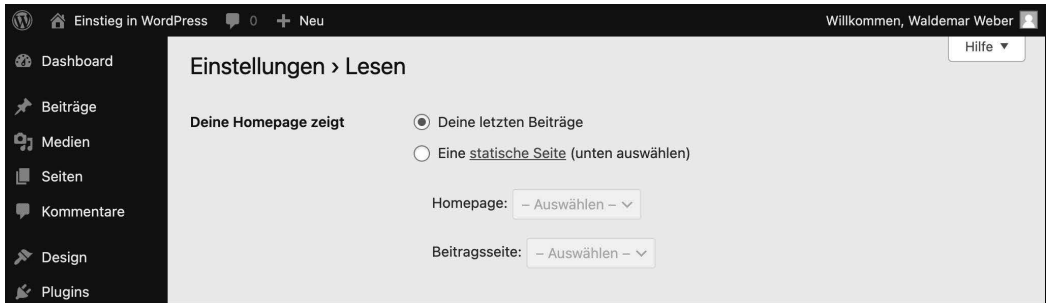 Einstieg in WordPress 0 Neu Willkommen, Waldemar Weber
Hilfe
Dashboard
Beiträge
Medien
Seiten
Kommentare
Design
Plugins
Einstellungen › Lesen
Deine Homepage zeigt
Deine letzten Beiträge
Eine statische Seite (unten auswählen)
Homepage: – Auswählen –
Beitragsseite: – Auswählen –